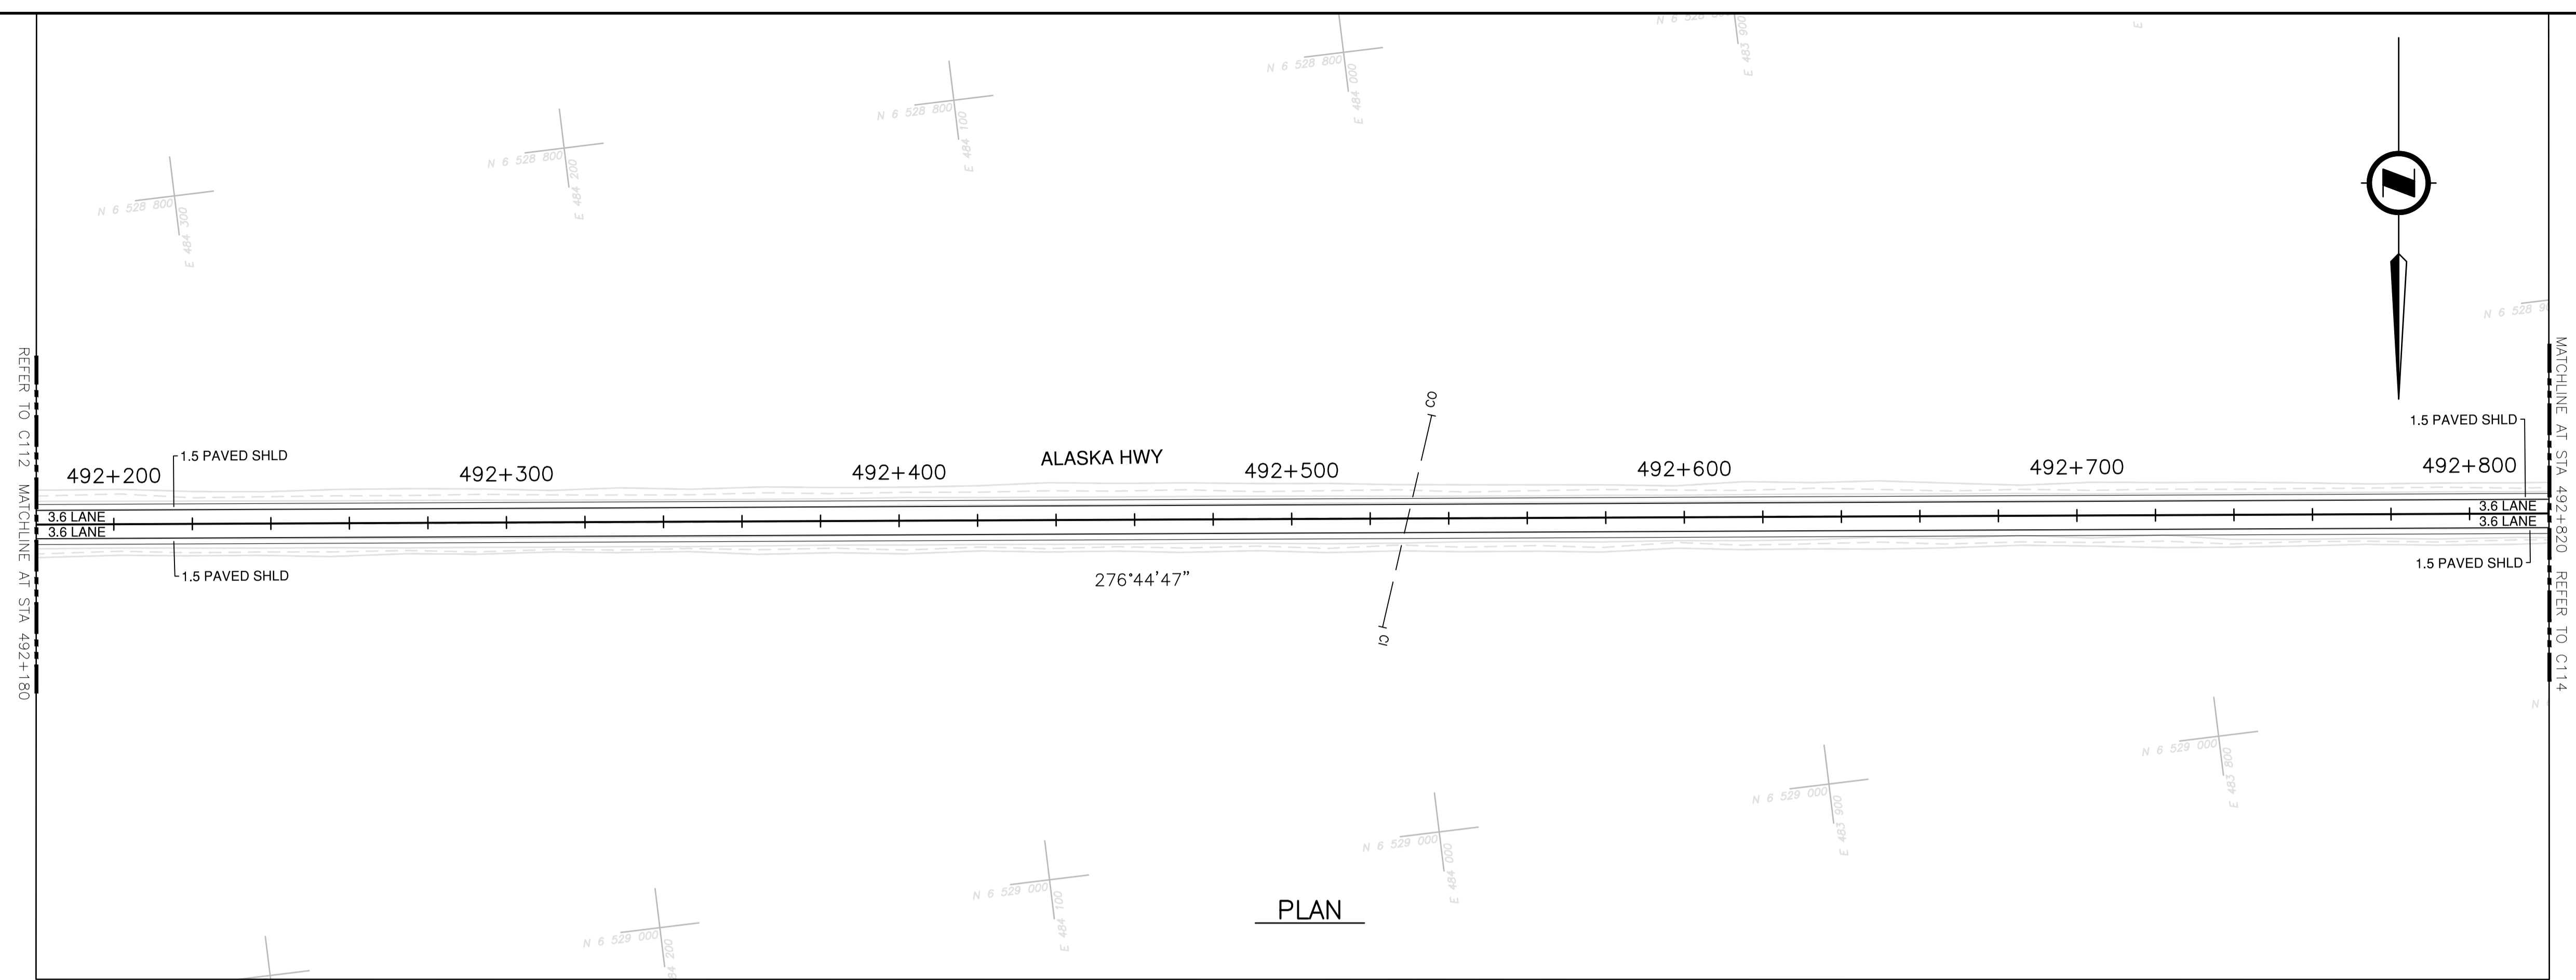 N 6 528 800
E 484 300
N 6 528 800
E 484 200
N 6 528 800
E 484 100
N 6 528 800
E 484 000
E 483 900
E
N
N 6 528 9
REFER TO C112 MATCHLINE AT STA 492+180
MATCHLINE AT STA 492+820 REFER TO C114
1.5 PAVED SHLD
1.5 PAVED SHLD
492+200
492+300
492+400
ALASKA HWY
492+500
492+600
492+700
492+800
3.6 LANE
3.6 LANE
3.6 LANE
3.6 LANE
1.5 PAVED SHLD
1.5 PAVED SHLD
276°44'47"
N 6 529 000
84 200
N 6 529 000
E 484 100
N 6 529 000
E 484 000
N 6 529 000
E 483 900
N 6 529 000
E 483 800
N
PLAN